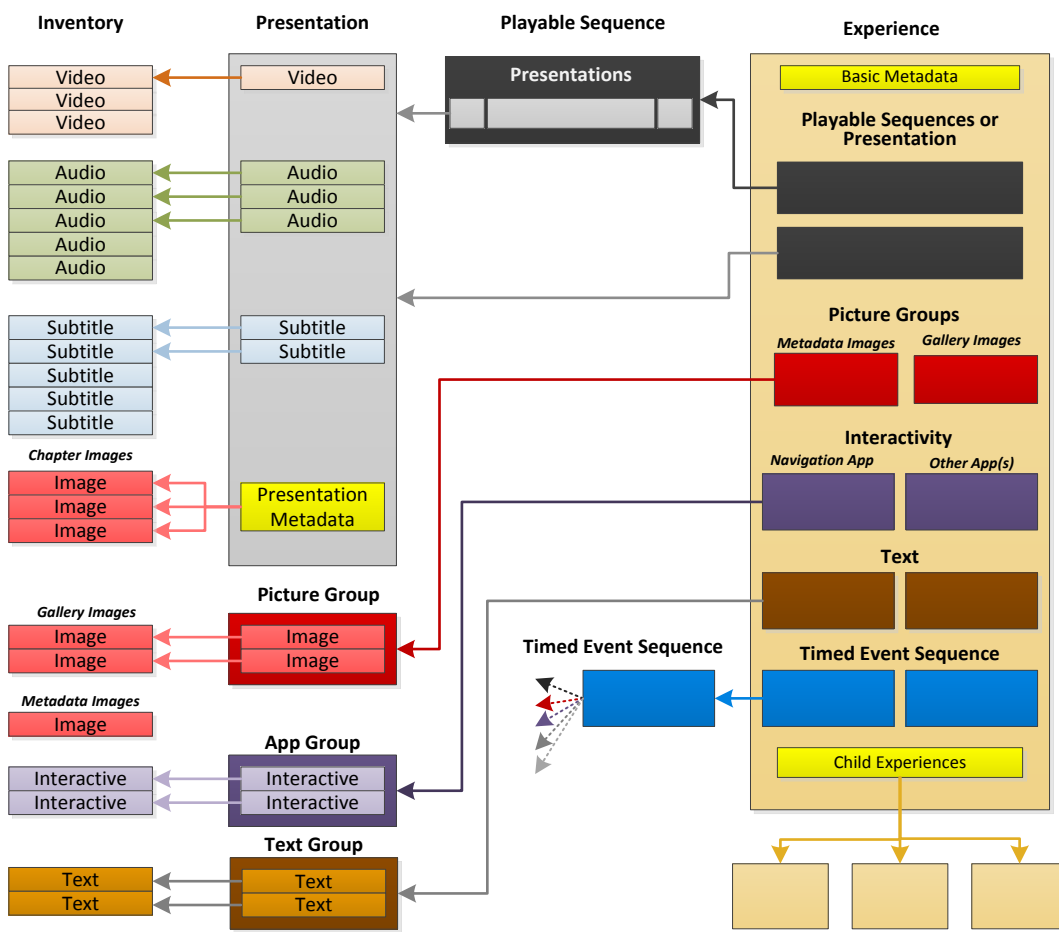 Inventory
Video
Video
Video
Audio
Audio
Audio
Audio
Audio
Subtitle
Subtitle
Subtitle
Subtitle
Subtitle
Chapter Images
Image
Image
Image
Gallery Images
Image
Image
Metadata Images
Image
Interactive
Interactive
Text
Text
Presentation
Video
Audio
Audio
Audio
Subtitle
Subtitle
Presentation
Metadata
Picture Group
Image
Image
App Group
Interactive
Interactive
Text Group
Text
Text
Playable Sequence
Presentations
Timed Event Sequence
Experience
Basic Metadata
Playable Sequences or
Presentation
Picture Groups
Metadata Images
Gallery Images
Interactivity
Navigation App
Other App(s)
Text
Timed Event Sequence
Child Experiences